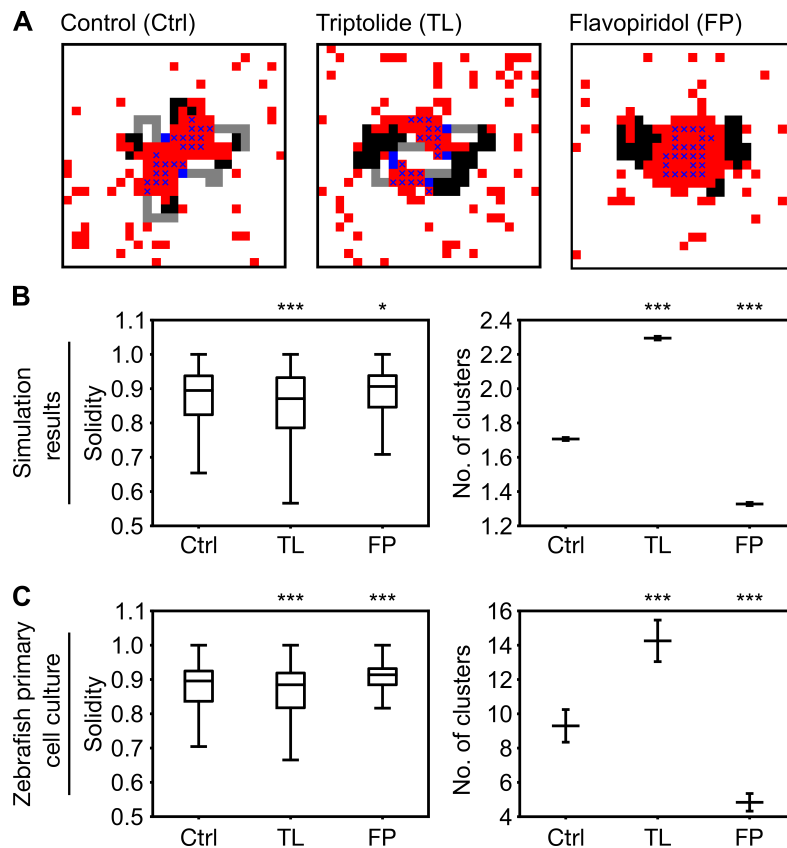 A
Control (Ctrl)
Triptolide (TL)
Flavopiridol (FP)
B
Simulation
results
Solidity
1.1
1.0
0.9
0.8
0.7
0.6
0.5
***
*
Ctrl
TL
FP
No. of clusters
2.4
2.2
2.0
1.8
1.6
1.4
1.2
***
***
Ctrl
TL
FP
C
Zebrafish primary
cell culture
Solidity
1.1
1.0
0.9
0.8
0.7
0.6
0.5
***
***
Ctrl
TL
FP
No. of clusters
16
14
12
10
8
6
4
***
***
Ctrl
TL
FP